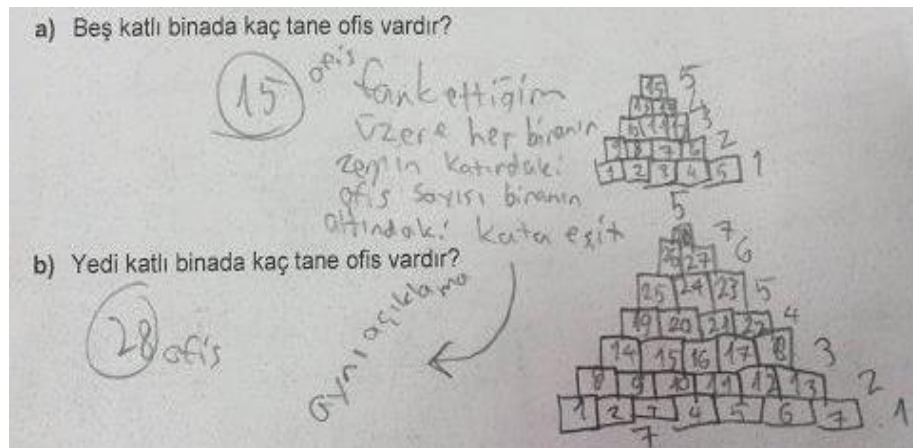 a) Beş katlı binada kaç tane ofis vardır?
15 ofis
fark ettiğim
üzere her binanın
zemin katındaki
ofis sayısı binanın
altındaki kata eşit
15 5
4
3
9 8 7 6 2
1 2 3 4 5 1
5
b) Yedi katlı binada kaç tane ofis vardır?
28 ofis
aynı açıklama
7
27 6
25 24 23 5
19 20 21 22 4
14 15 16 17 18 3
8 9 10 11 12 13 2
1 2 3 4 5 6 7 1
7